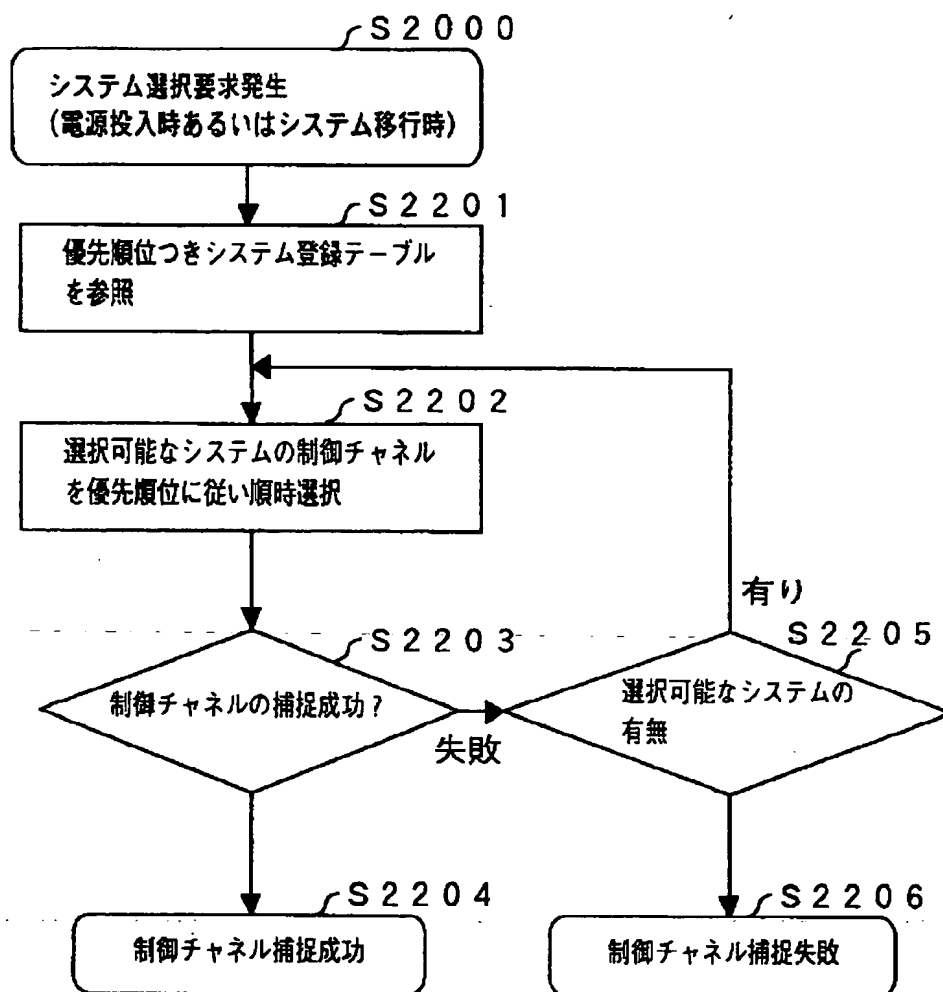 S2000
システム選択要求発生
(電源投入時あるいはシステム移行時)
S2201
優先順位つきシステム登録テーブル
を参照
S2202
選択可能なシステムの制御チャネル
を優先順位に従い順時選択
有り
S2203
制御チャネルの捕捉成功?
失敗
S2205
選択可能なシステムの
有無
S2204
制御チャネル捕捉成功
S2206
制御チャネル捕捉失敗